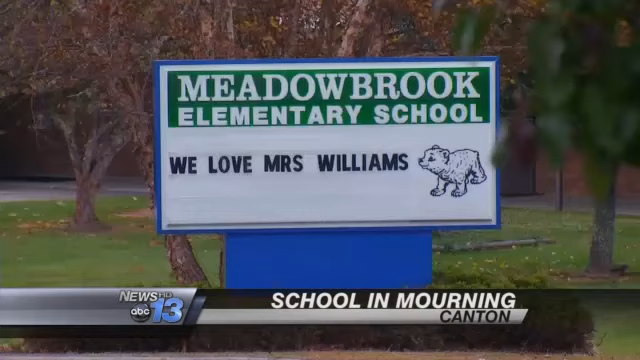 MEADOWBROOK
ELEMENTARY SCHOOL
WE LOVE MRS WILLIAMS
NEWS HD
abc 13
SCHOOL IN MOURNING
CANTON